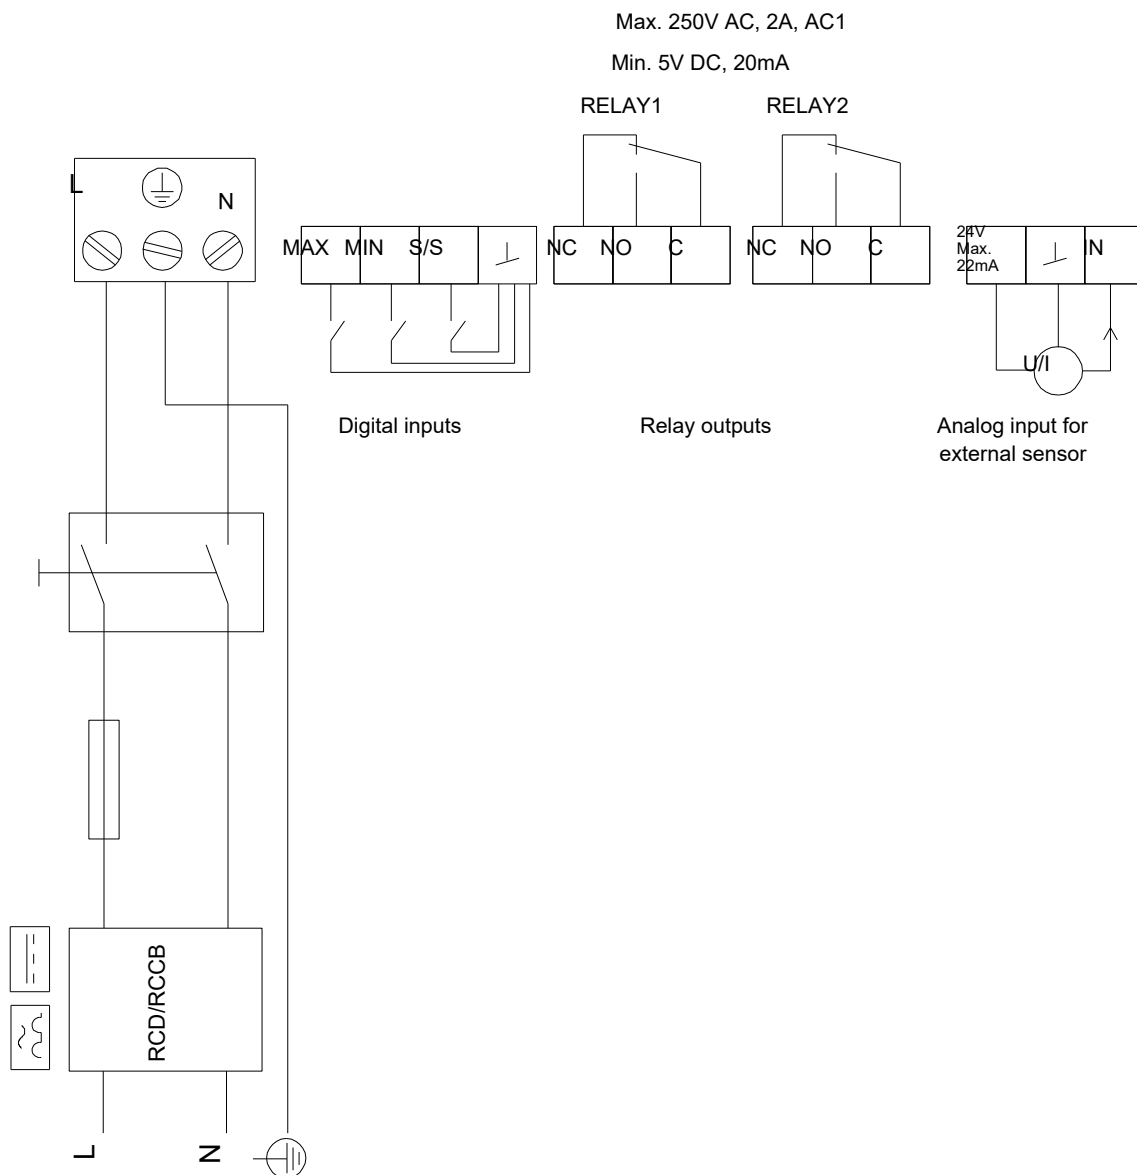 Max. 250V AC, 2A, AC1
Min. 5V DC, 20mA
RELAY1
RELAY2
L
N
MAX MIN S/S
NC NO C
NC NO C
24V
Max.
22mA
IN
U/I
Digital inputs
Relay outputs
Analog input for
external sensor
RCD/RCCB
L
N